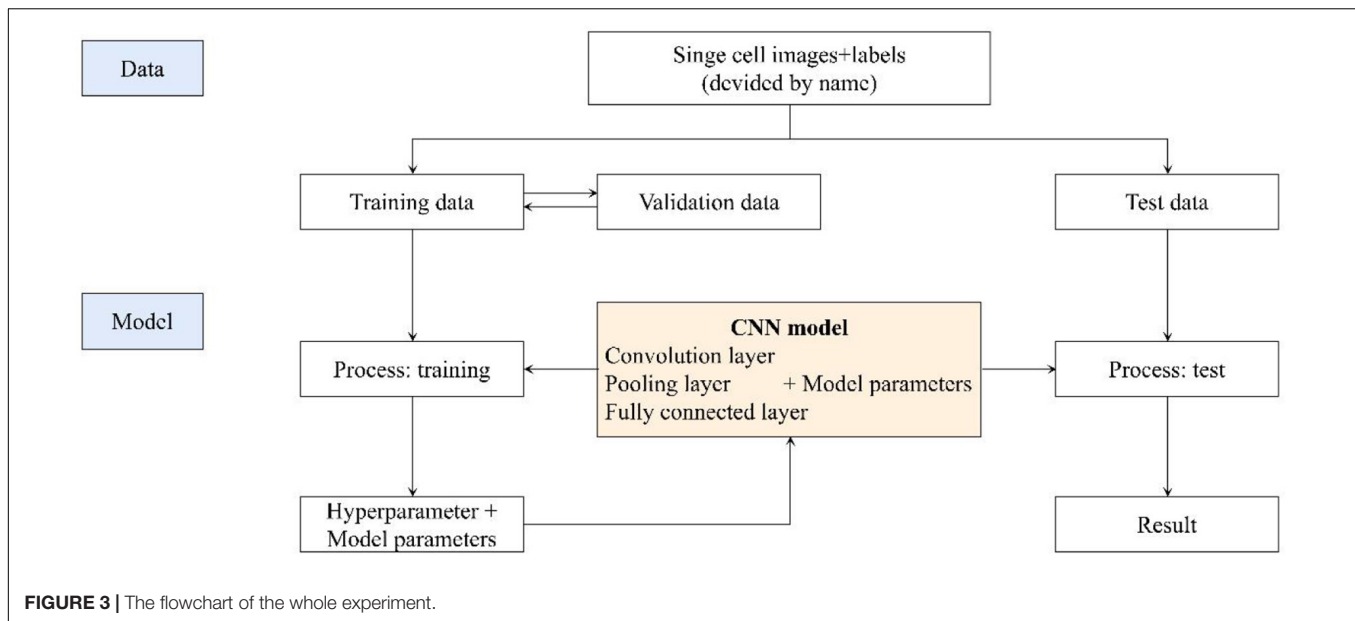 Data
Singe cell images+labels
(devided by name)
Training data
Validation data
Test data
Model
CNN model
Convolution layer
Pooling layer + Model parameters
Fully connected layer
Process: training
Process: test
Hyperparameter +
Model parameters
Result
FIGURE 3 | The flowchart of the whole experiment.